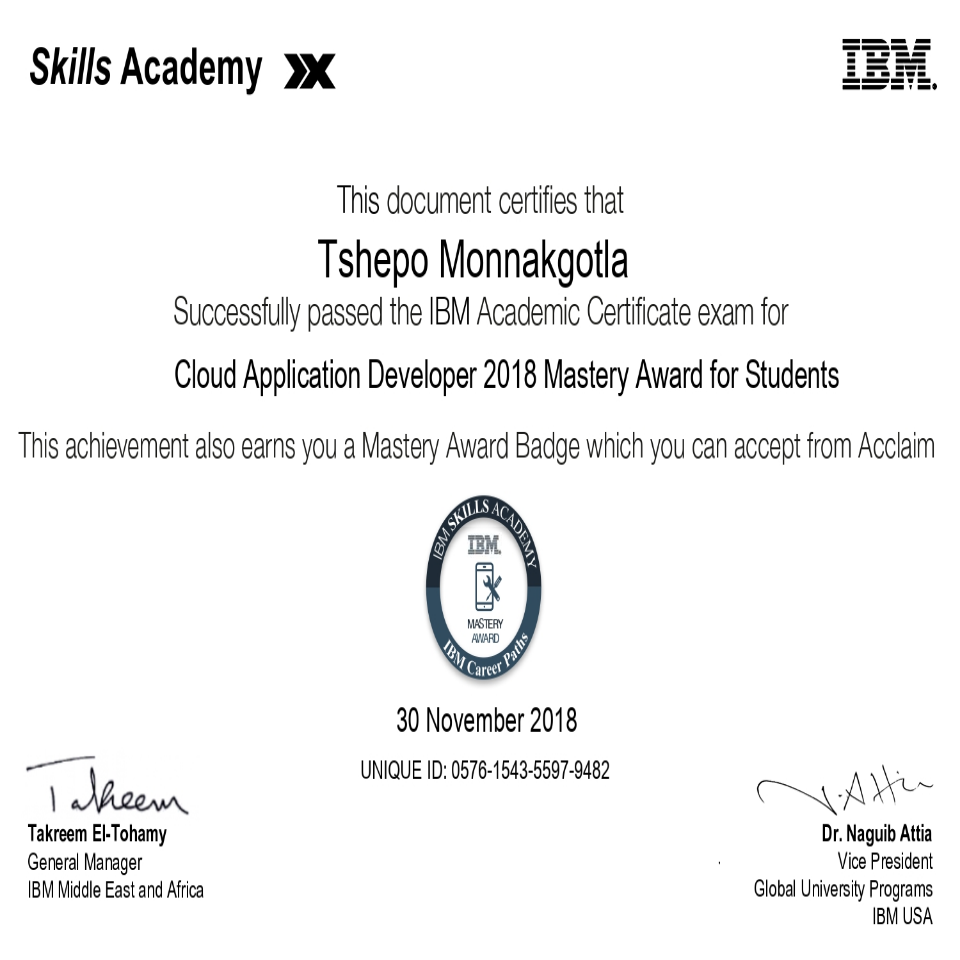 Skills Academy
IBM
This document certifies that
Tshepo Monnakgotla
Successfully passed the IBM Academic Certificate exam for
Cloud Application Developer 2018 Mastery Award for Students
This achievement also earns you a Mastery Award Badge which you can accept from Acclaim
IBM SKILLS ACADEMY
IBM
MASTERY
AWARD
IBM Career Paths
30 November 2018
UNIQUE ID: 0576-1543-5597-9482
Takreem
Takreem El-Tohamy
General Manager
IBM Middle East and Africa
N. Attia
Dr. Naguib Attia
Vice President
Global University Programs
IBM USA